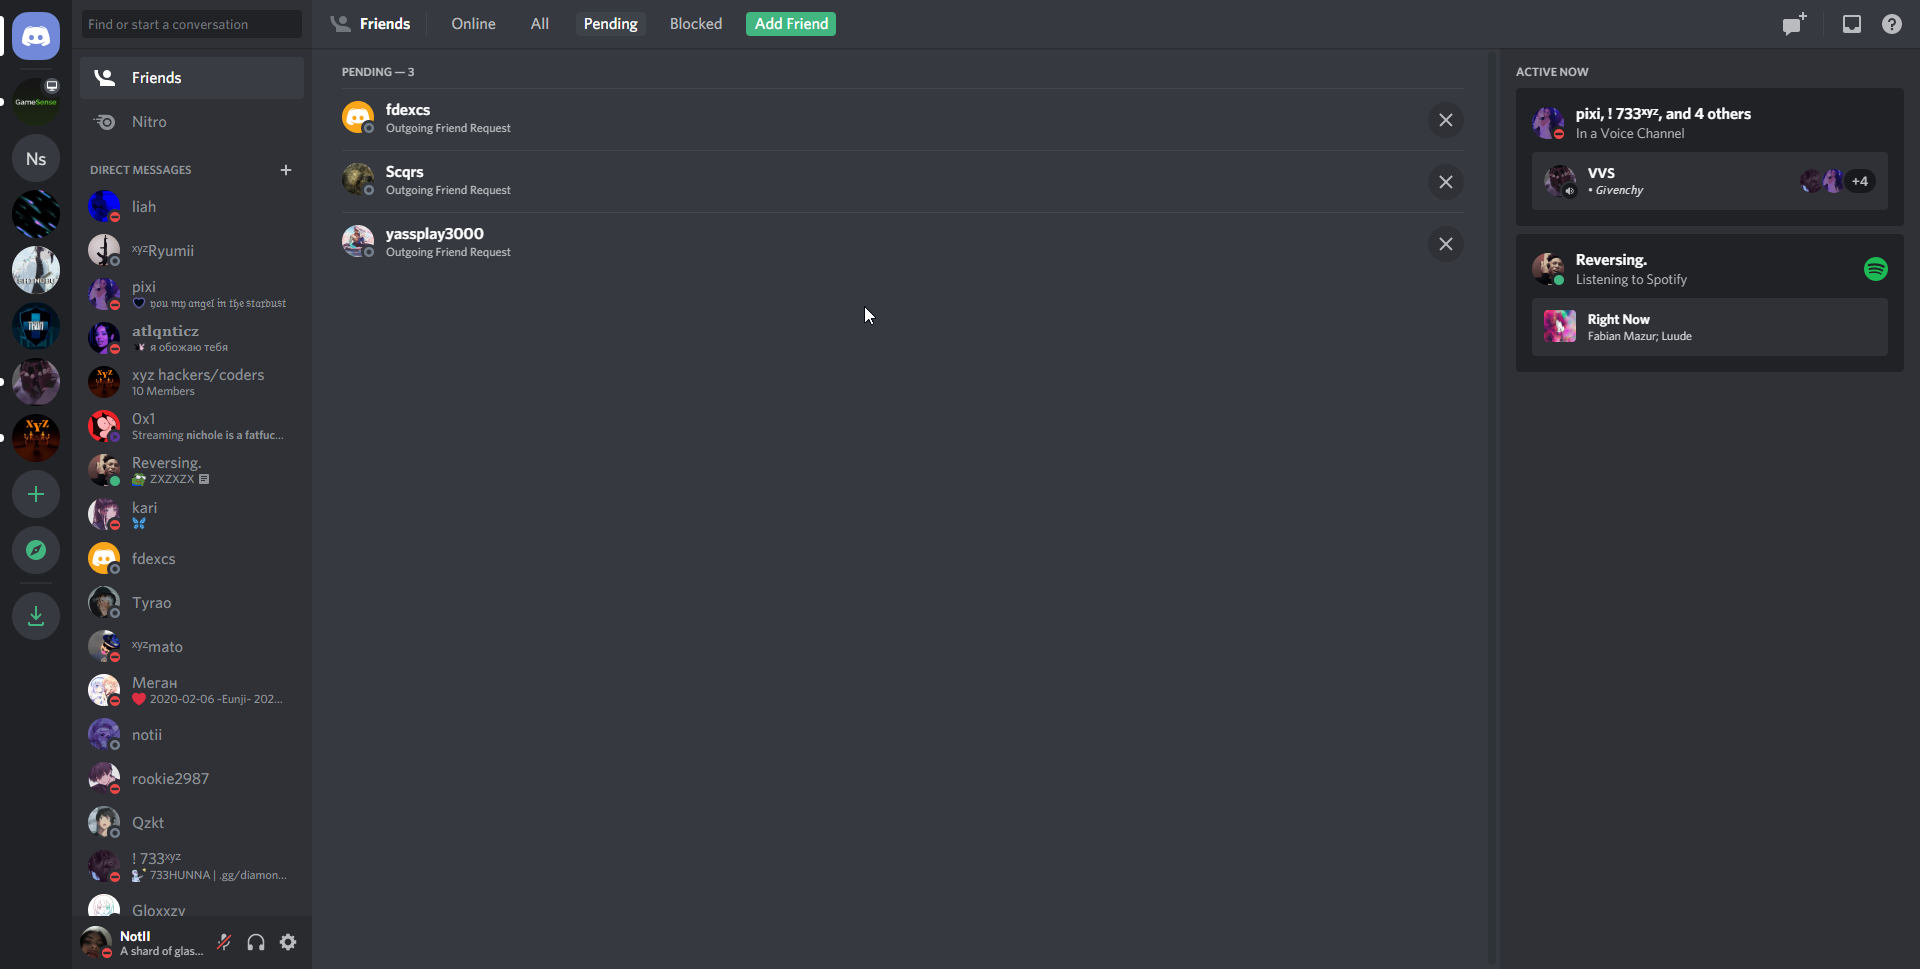 Find or start a conversation
Friends
Online
All
Pending
Blocked
Add Friend
GameSense
Ns
XYZ
Friends
Nitro
DIRECT MESSAGES
liah
ˣʸᶻRyumii
pixi
𝔶𝔬𝔲 𝔪𝔶 𝔞𝔫𝔤𝔢𝔩 𝔦𝔫 𝔱𝔥𝔢 𝔰𝔱𝔞𝔯𝔟𝔲𝔰𝔱
𝐚𝐭𝐥𝐪𝐧𝐭𝐢𝐜𝐳
я обожаю тебя
xyz hackers/coders
10 Members
0x1
Streaming nichole is a fatfuc...
Reversing.
ZXZXZX
kari
fdexcs
Tyrao
ˣʸᶻmato
Меган
2020-02-06 -Eunji- 202...
notii
rookie2987
Qzkt
! 733ˣʸᶻ
733HUNNA | .gg/diamon...
Gloxxzy
NotII
A shard of glas...
PENDING — 3
fdexcs
Outgoing Friend Request
Scqrs
Outgoing Friend Request
yassplay3000
Outgoing Friend Request
ACTIVE NOW
pixi, ! 733ˣʸᶻ, and 4 others
In a Voice Channel
VVS
• Givenchy
+4
Reversing.
Listening to Spotify
Right Now
Fabian Mazur; Luude